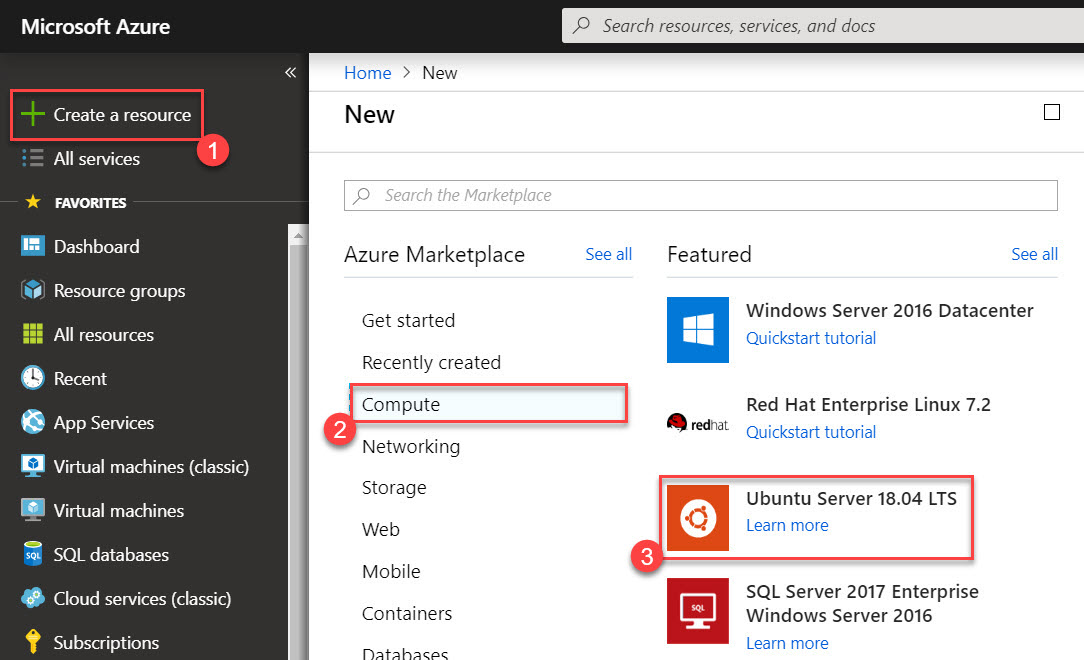 Microsoft Azure
Search resources, services, and docs
«
Create a resource
1
All services
FAVORITES
Dashboard
Resource groups
All resources
Recent
App Services
Virtual machines (classic)
Virtual machines
SQL
SQL databases
Cloud services (classic)
Subscriptions
Home > New
New
Search the Marketplace
Azure Marketplace
See all
Get started
Recently created
Compute
2
Networking
Storage
Web
Mobile
Containers
Databases
Featured
See all
Windows Server 2016 Datacenter
Quickstart tutorial
redhat.
Red Hat Enterprise Linux 7.2
Quickstart tutorial
Ubuntu Server 18.04 LTS
Learn more
3
SQL
SQL Server 2017 Enterprise
Windows Server 2016
Learn more